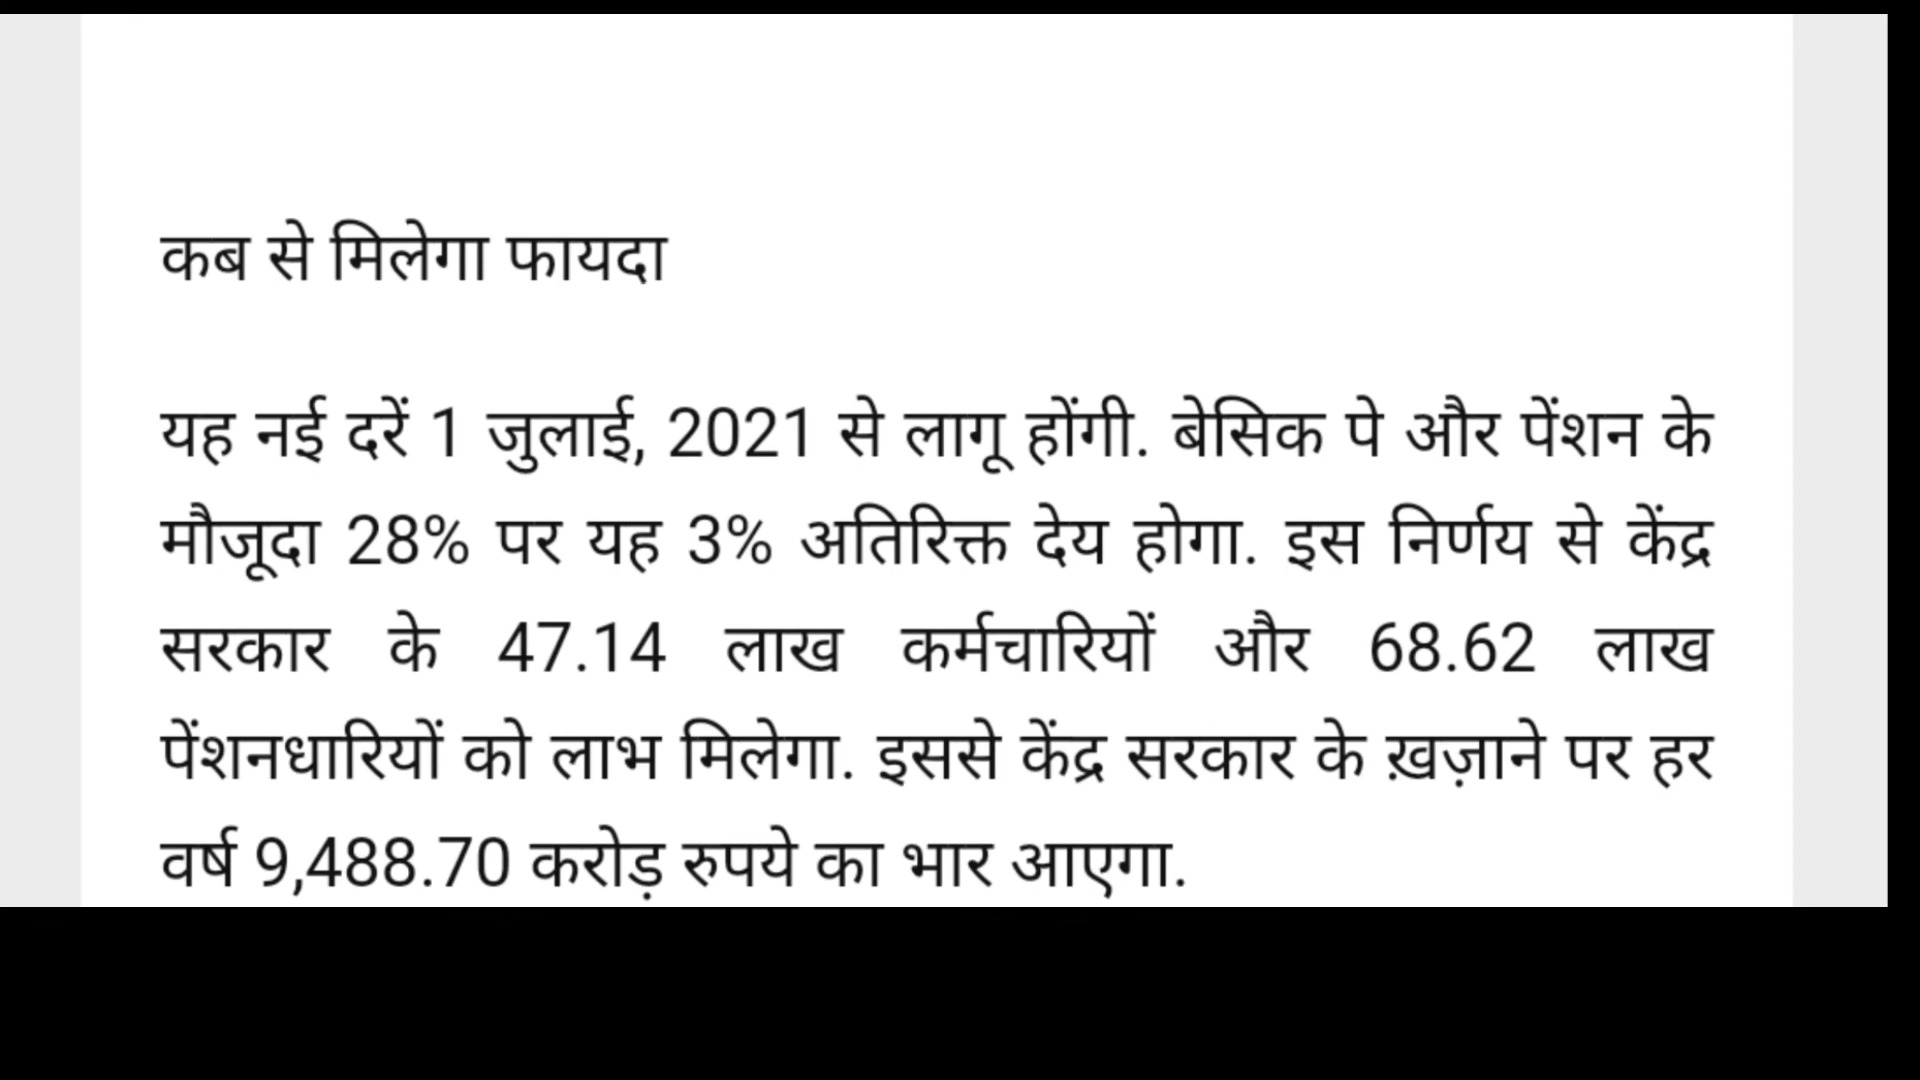 कब से मिलेगा फायदा
यह नई दरें 1 जुलाई, 2021 से लागू होंगी. बेसिक पे और पेंशन के
मौजूदा 28% पर यह 3% अतिरिक्त देय होगा. इस निर्णय से केंद्र
सरकार के 47.14 लाख कर्मचारियों और 68.62 लाख
पेंशनधारियों को लाभ मिलेगा. इससे केंद्र सरकार के ख़ज़ाने पर हर
वर्ष 9,488.70 करोड़ रुपये का भार आएगा.